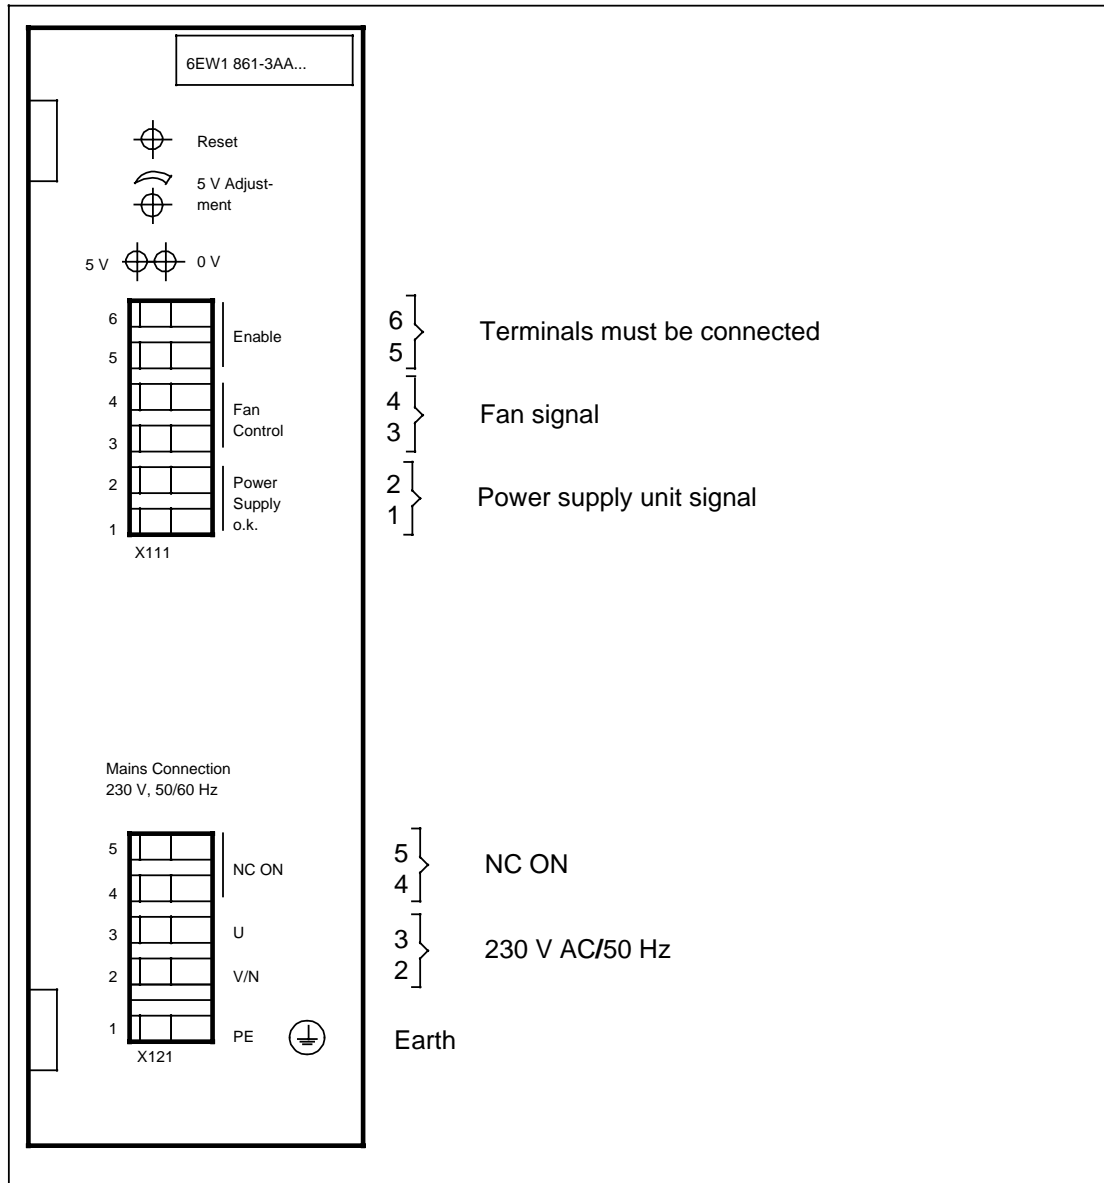 6EW1 861-3AA...
Reset
5 V Adjust-
ment
5 V 0 V
6
5
Enable
4
3
Fan
Control
2
1
Power
Supply
o.k.
X111
6
5
Terminals must be connected
4
3
Fan signal
2
1
Power supply unit signal
Mains Connection
230 V, 50/60 Hz
5
4
NC ON
3 U
2 V/N
1 PE
X121
5
4
NC ON
3
2
230 V AC/50 Hz
Earth